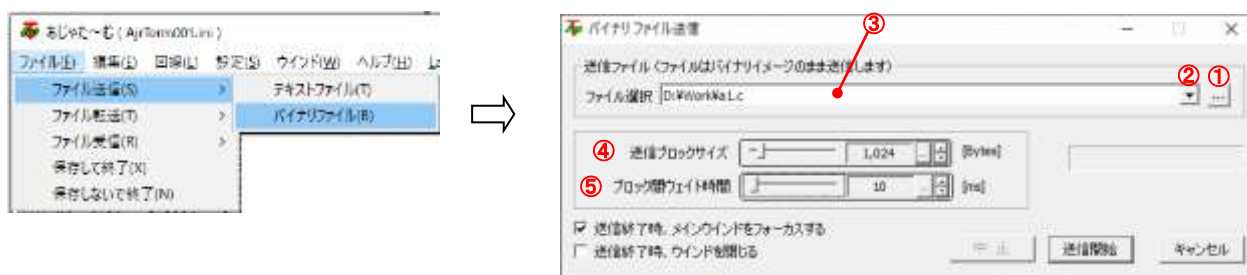 あじゃた～む ( AjrTerm001.ini )
ファイル(F) 編集(E) 回線(L) 設定(S) ウインド(W) ヘルプ(H)
ファイル送信(S)
テキストファイル(T)
ファイル転送(T)
バイナリファイル(B)
ファイル受信(R)
保存して終了(X)
保存しないで終了(N)
バイナリファイル送信
③
送信ファイル（ファイルはバイナリイメージのまま送信します）
② ①
ファイル選択 D:¥Work¥a1.c
...
④ 送信ブロックサイズ 1,024 ... [Bytes]
⑤ ブロック間ウェイト時間 10 ... [ms]
送信終了時、メインウインドをフォーカスする
送信終了時、ウインドを閉じる
中 止 送信開始 キャンセル